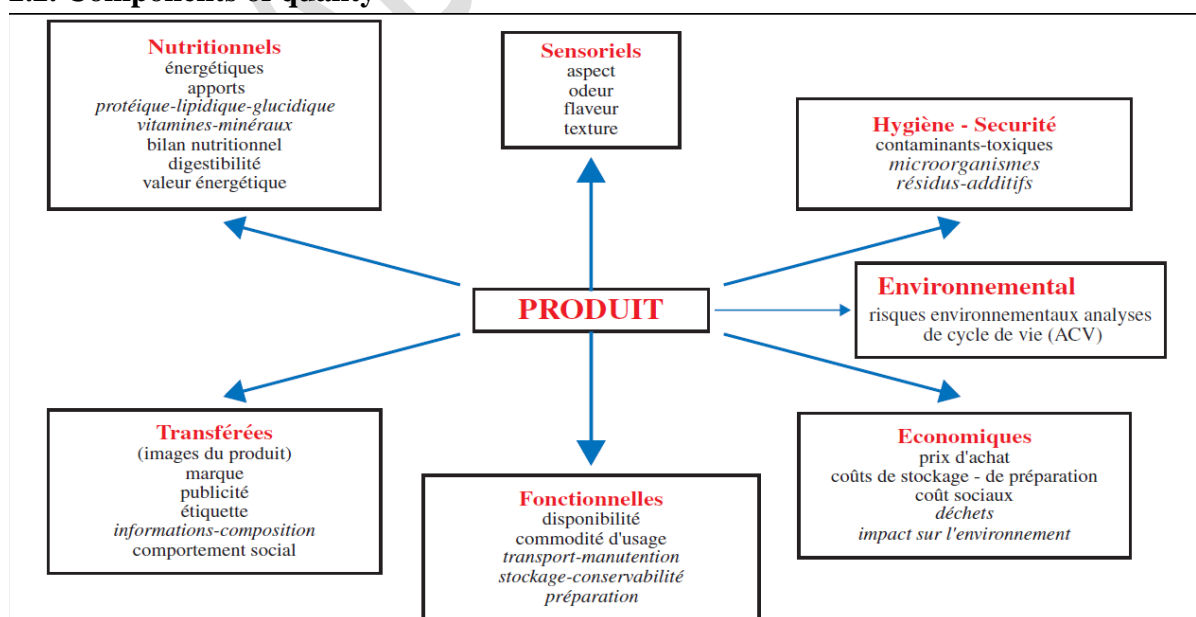 Nutritionnels
énergétiques
apports
protéique-lipidique-glucidique
vitamines-minéraux
bilan nutritionnel
digestibilité
valeur énergétique
Sensoriels
aspect
odeur
flaveur
texture
Hygiène - Securité
contaminants-toxiques
microorganismes
résidus-additifs
PRODUIT
Environnemental
risques environnementaux analyses
de cycle de vie (ACV)
Transférées
(images du produit)
marque
publicité
étiquette
informations-composition
comportement social
Fonctionnelles
disponibilité
commodité d'usage
transport-manutention
stockage-conservabilité
préparation
Economiques
prix d'achat
coûts de stockage - de préparation
coût sociaux
déchets
impact sur l'environnement